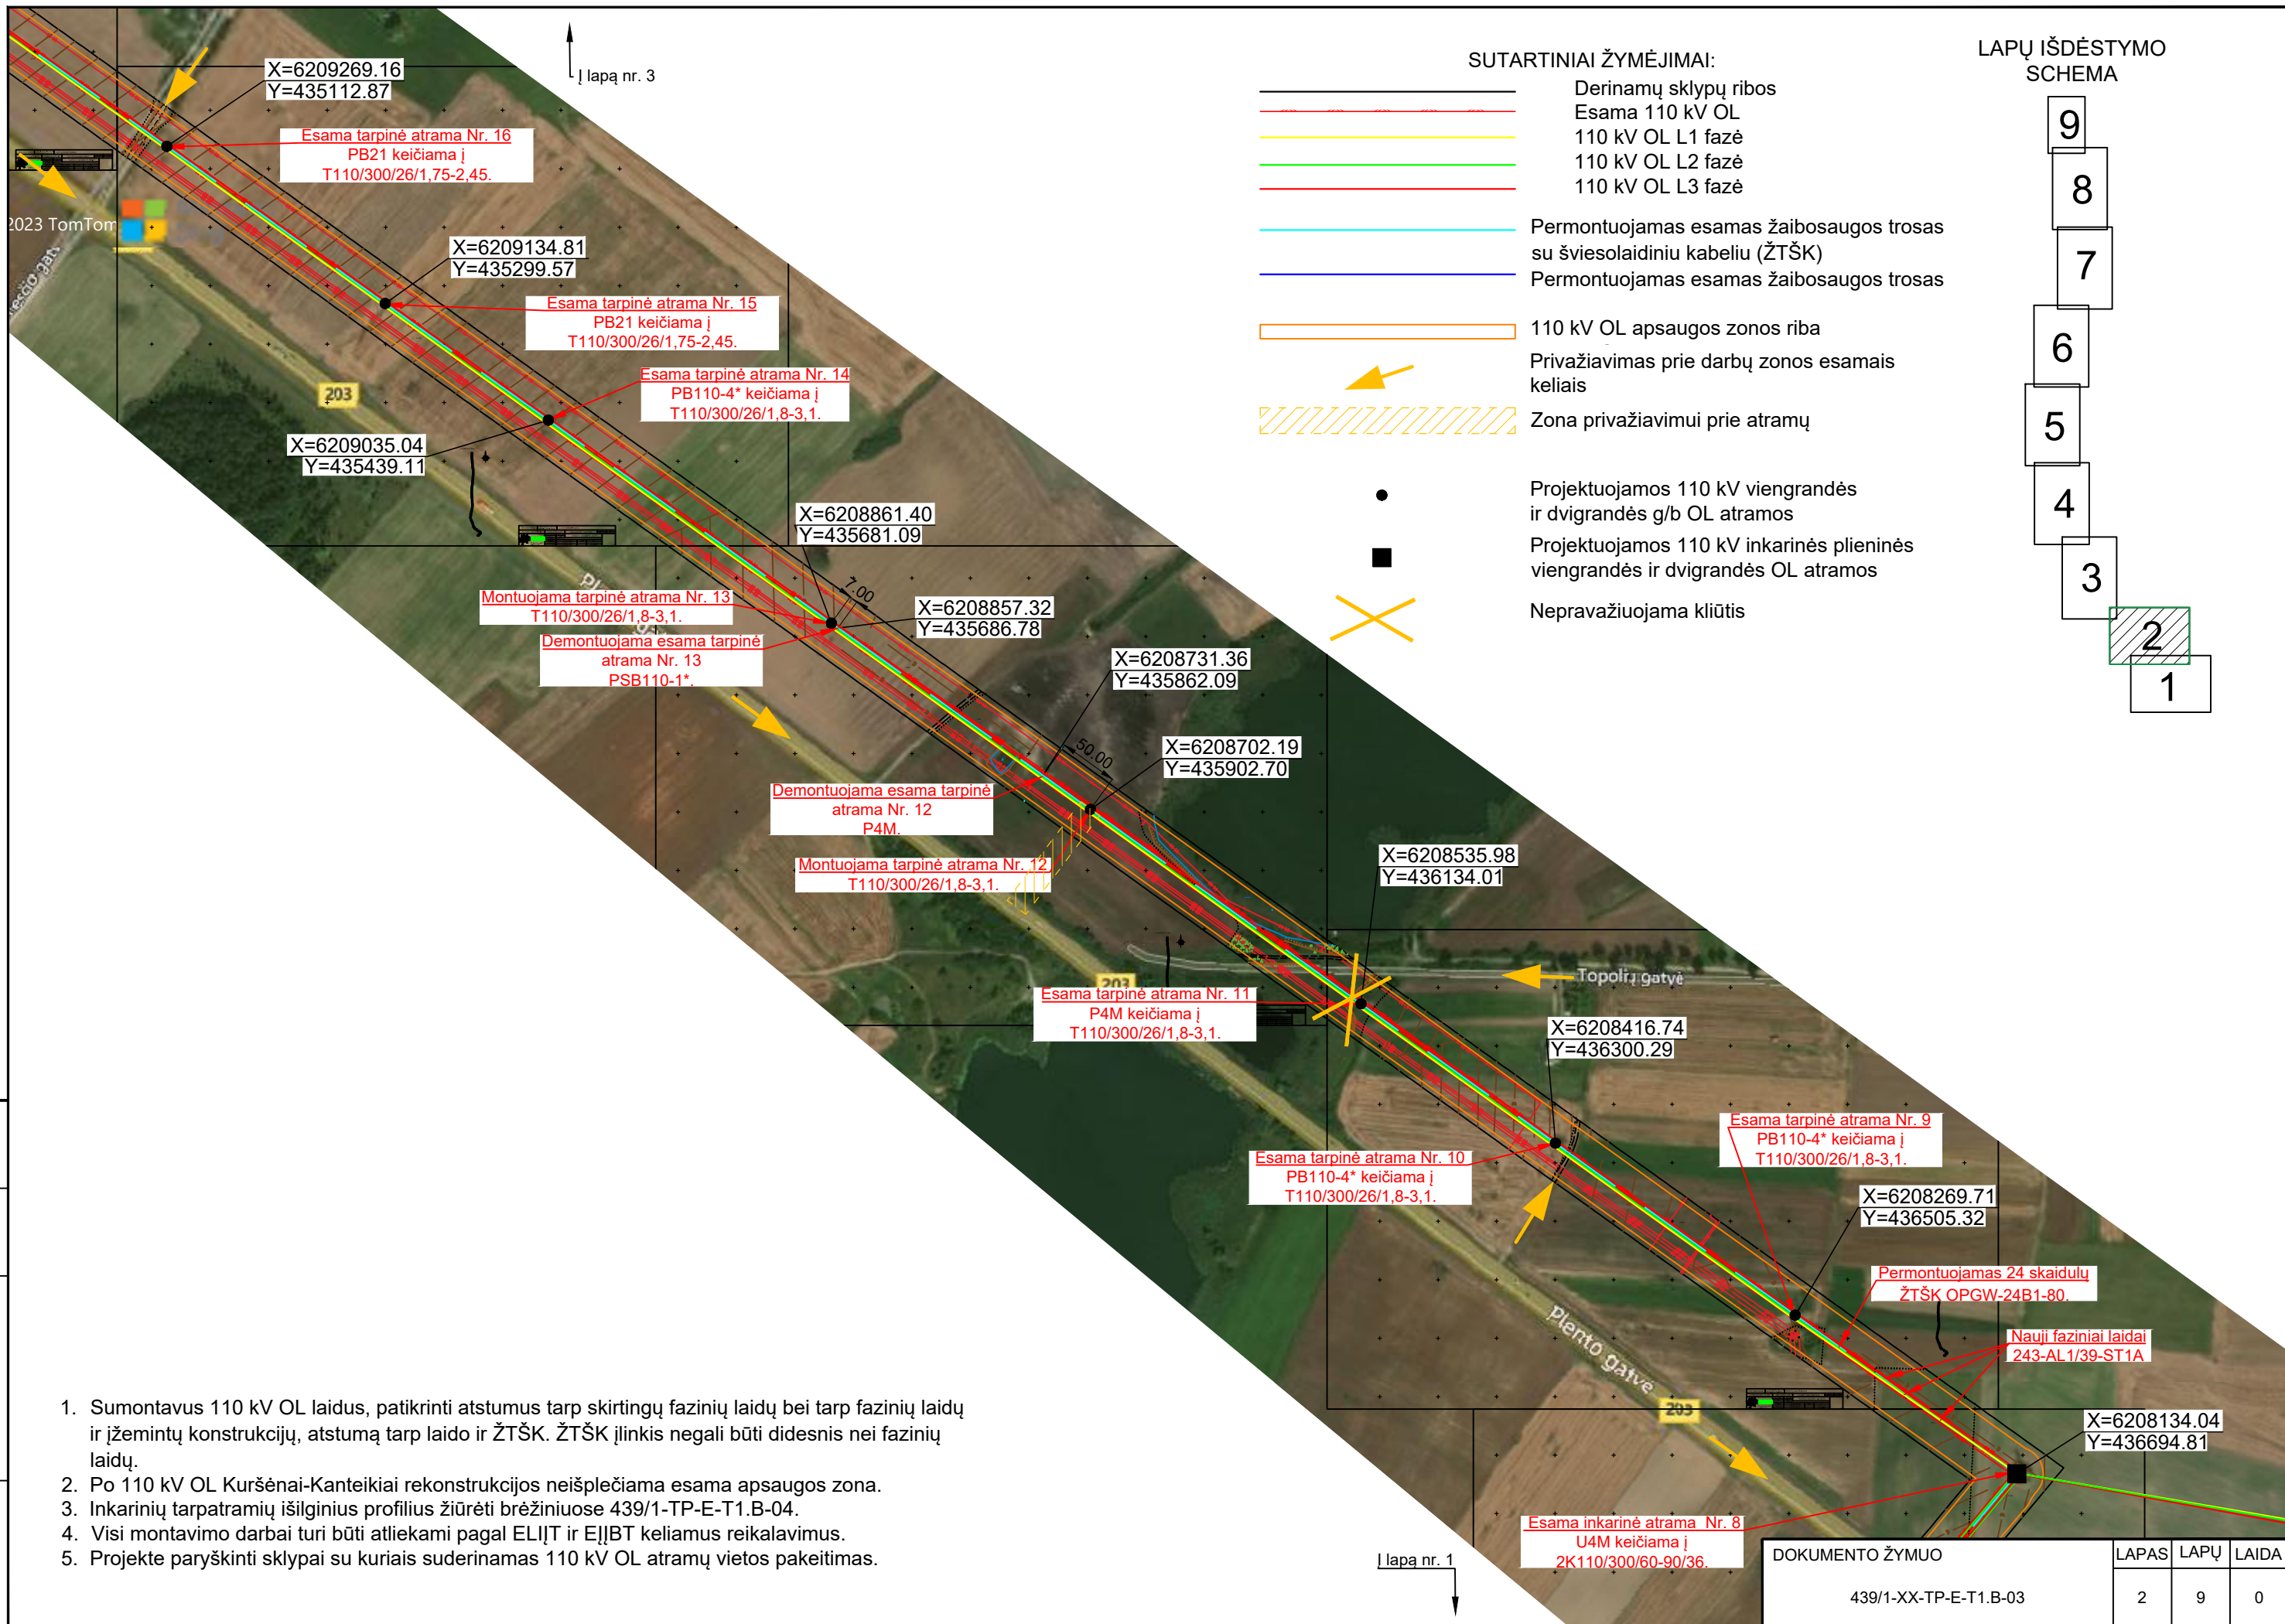 Į lapą nr. 3
X=6209269.16
Y=435112.87
Esama tarpinė atrama Nr. 16
PB21 keičiama į
T110/300/26/1,75-2,45.
2023 TomTom
X=6209134.81
Y=435299.57
Esama tarpinė atrama Nr. 15
PB21 keičiama į
T110/300/26/1,75-2,45.
Esama tarpinė atrama Nr. 14
PB110-4* keičiama į
T110/300/26/1,8-3,1.
203
X=6209035.04
Y=435439.11
X=6208861.40
Y=435681.09
7.00
Montuojama tarpinė atrama Nr. 13
T110/300/26/1,8-3,1.
X=6208857.32
Y=435686.78
Demontuojama esama tarpinė
atrama Nr. 13
PSB110-1*.
X=6208731.36
Y=435862.09
50.00
X=6208702.19
Y=435902.70
Demontuojama esama tarpinė
atrama Nr. 12
P4M.
Montuojama tarpinė atrama Nr. 12
T110/300/26/1,8-3,1.
X=6208535.98
Y=436134.01
Topolių gatvė
203
Esama tarpinė atrama Nr. 11
P4M keičiama į
T110/300/26/1,8-3,1.
X=6208416.74
Y=436300.29
Esama tarpinė atrama Nr. 9
PB110-4* keičiama į
T110/300/26/1,8-3,1.
Esama tarpinė atrama Nr. 10
PB110-4* keičiama į
T110/300/26/1,8-3,1.
X=6208269.71
Y=436505.32
Permontuojamas 24 skaidulų
ŽTŠK OPGW-24B1-80.
Plento gatvė
Nauji faziniai laidai
243-AL1/39-ST1A
203
X=6208134.04
Y=436694.81
Esama inkarinė atrama Nr. 8
U4M keičiama į
2K110/300/60-90/36.
Į lapą nr. 1
SUTARTINIAI ŽYMĖJIMAI:
Derinamų sklypų ribos
Esama 110 kV OL
110 kV OL L1 fazė
110 kV OL L2 fazė
110 kV OL L3 fazė
Permontuojamas esamas žaibosaugos trosas
su šviesolaidiniu kabeliu (ŽTŠK)
Permontuojamas esamas žaibosaugos trosas
110 kV OL apsaugos zonos riba
Privažiavimas prie darbų zonos esamais
keliais
Zona privažiavimui prie atramų
Projektuojamos 110 kV viengrandės
ir dvigrandės g/b OL atramos
Projektuojamos 110 kV inkarinės plieninės
viengrandės ir dvigrandės OL atramos
Nepravažiuojama kliūtis
LAPŲ IŠDĖSTYMO
SCHEMA
9
8
7
6
5
4
3
2
1
1. Sumontavus 110 kV OL laidus, patikrinti atstumus tarp skirtingų fazinių laidų bei tarp fazinių laidų
ir įžemintų konstrukcijų, atstumą tarp laido ir ŽTŠK. ŽTŠK įlinkis negali būti didesnis nei fazinių
laidų.
2. Po 110 kV OL Kuršėnai-Kanteikiai rekonstrukcijos neišplečiama esama apsaugos zona.
3. Inkarinių tarpatramių išilginius profilius žiūrėti brėžiniuose 439/1-TP-E-T1.B-04.
4. Visi montavimo darbai turi būti atliekami pagal ELIĮT ir EĮĮBT keliamus reikalavimus.
5. Projekte paryškinti sklypai su kuriais suderinamas 110 kV OL atramų vietos pakeitimas.
DOKUMENTO ŽYMUO
LAPAS LAPŲ LAIDA
439/1-XX-TP-E-T1.B-03
2 9 0